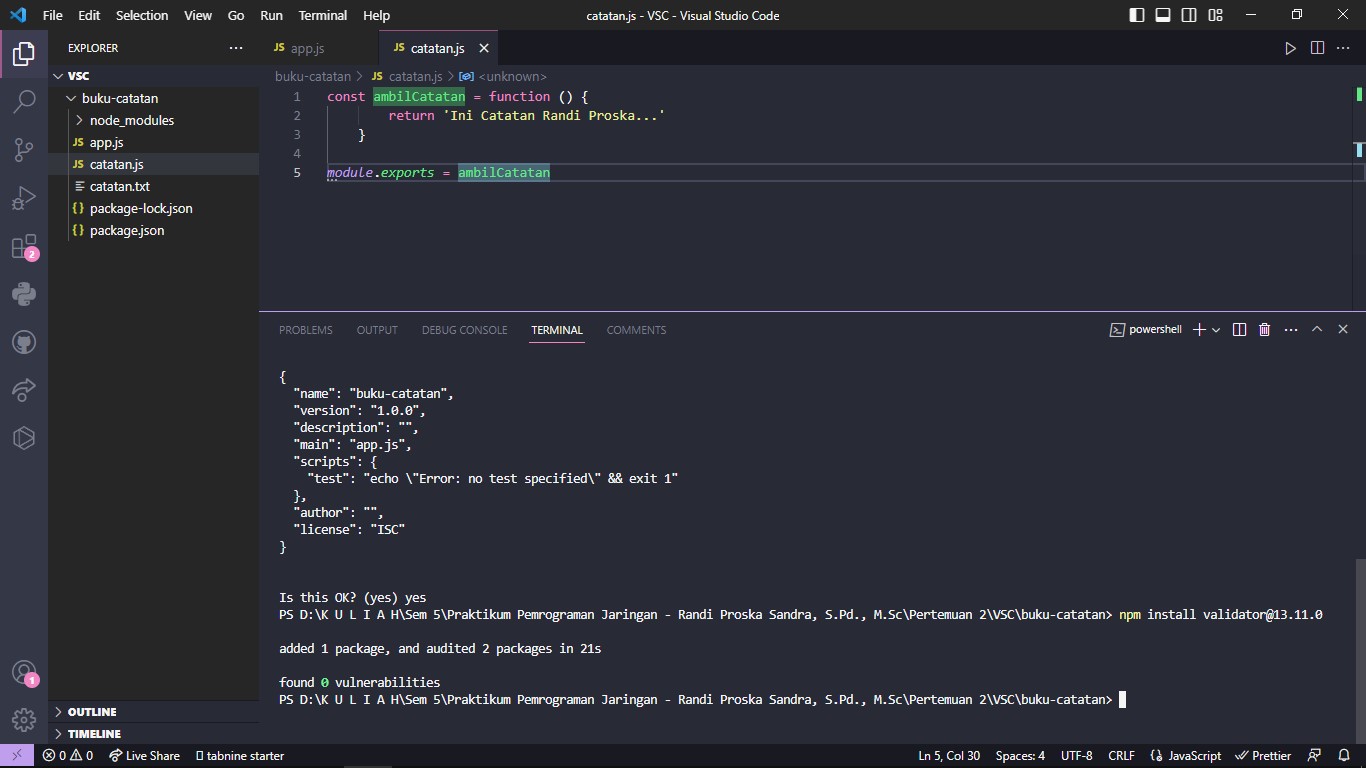 File Edit Selection View Go Run Terminal Help catatan.js - VSC - Visual Studio Code
EXPLORER ... JS app.js JS catatan.js
VSC
buku-catatan
node_modules
JS app.js
JS catatan.js
catatan.txt
{} package-lock.json
{} package.json
2
1
OUTLINE
TIMELINE
buku-catatan > JS catatan.js > <unknown>
1 const ambilCatatan = function () {
2 return 'Ini Catatan Randi Proska...'
3 }
4
5 module.exports = ambilCatatan
PROBLEMS OUTPUT DEBUG CONSOLE TERMINAL COMMENTS powershell
{
"name": "buku-catatan",
"version": "1.0.0",
"description": "",
"main": "app.js",
"scripts": {
"test": "echo \"Error: no test specified\" && exit 1"
},
"author": "",
"license": "ISC"
}
Is this OK? (yes) yes
PS D:\K U L I A H\Sem 5\Praktikum Pemrograman Jaringan - Randi Proska Sandra, S.Pd., M.Sc\Pertemuan 2\VSC\buku-catatan> npm install validator@13.11.0
added 1 package, and audited 2 packages in 21s
found 0 vulnerabilities
PS D:\K U L I A H\Sem 5\Praktikum Pemrograman Jaringan - Randi Proska Sandra, S.Pd., M.Sc\Pertemuan 2\VSC\buku-catatan>
0 0 Live Share tabnine starter Ln 5, Col 30 Spaces: 4 UTF-8 CRLF {} JavaScript Prettier